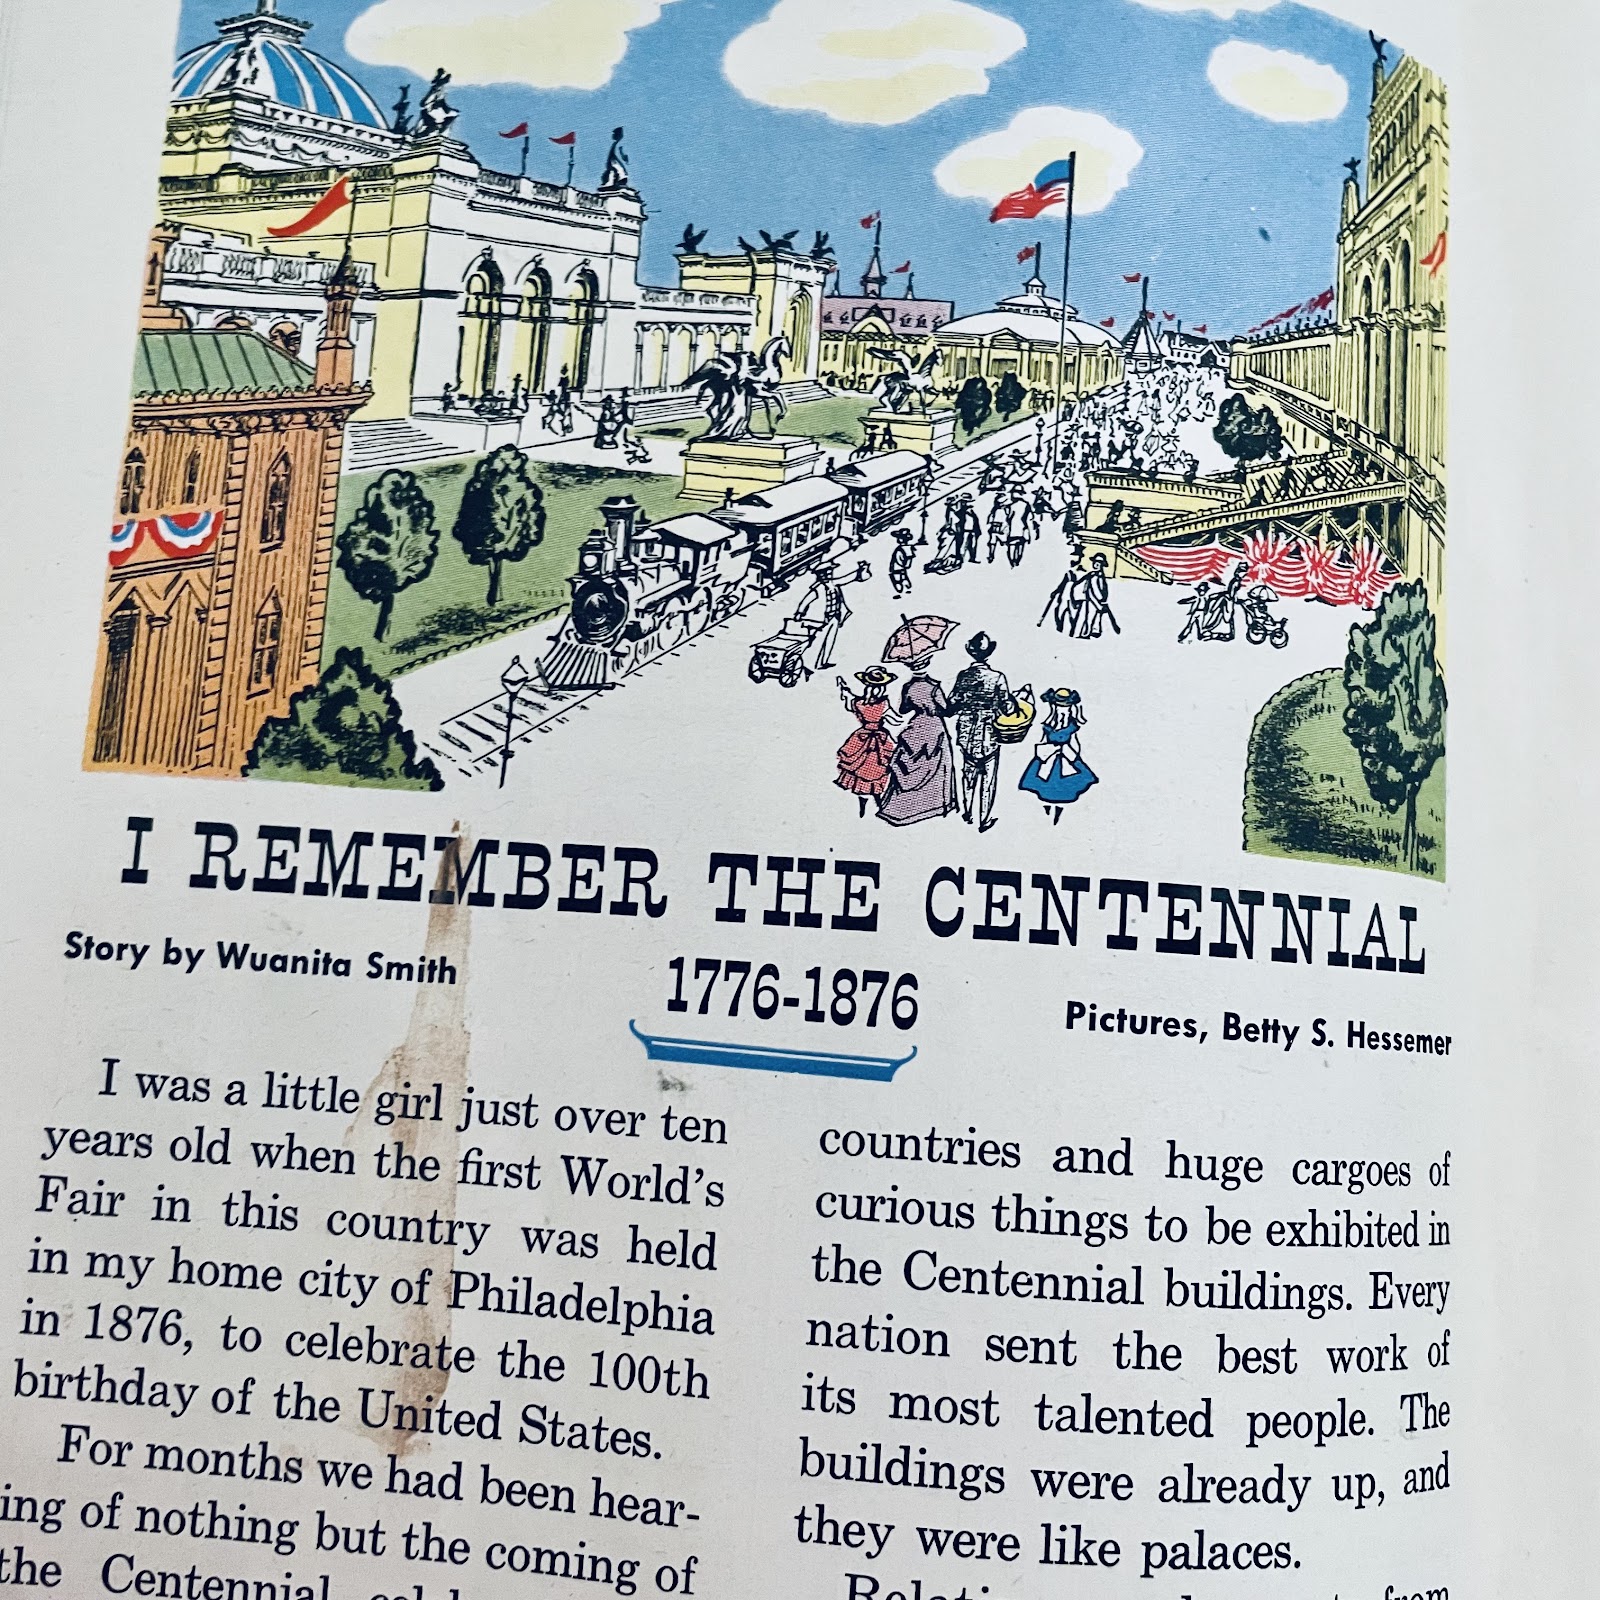 I REMEMBER THE CENTENNIAL
1776-1876
Story by Wuanita Smith
Pictures, Betty S. Hessemer
I was a little girl just over ten
years old when the first World's
Fair in this country was held
in my home city of Philadelphia
in 1876, to celebrate the 100th
birthday of the United States.
For months we had been hear-
ing of nothing but the coming of
the Centennial
countries and huge cargoes of
curious things to be exhibited in
the Centennial buildings. Every
nation sent the best work of
its most talented people. The
buildings were already up, and
they were like palaces.
from